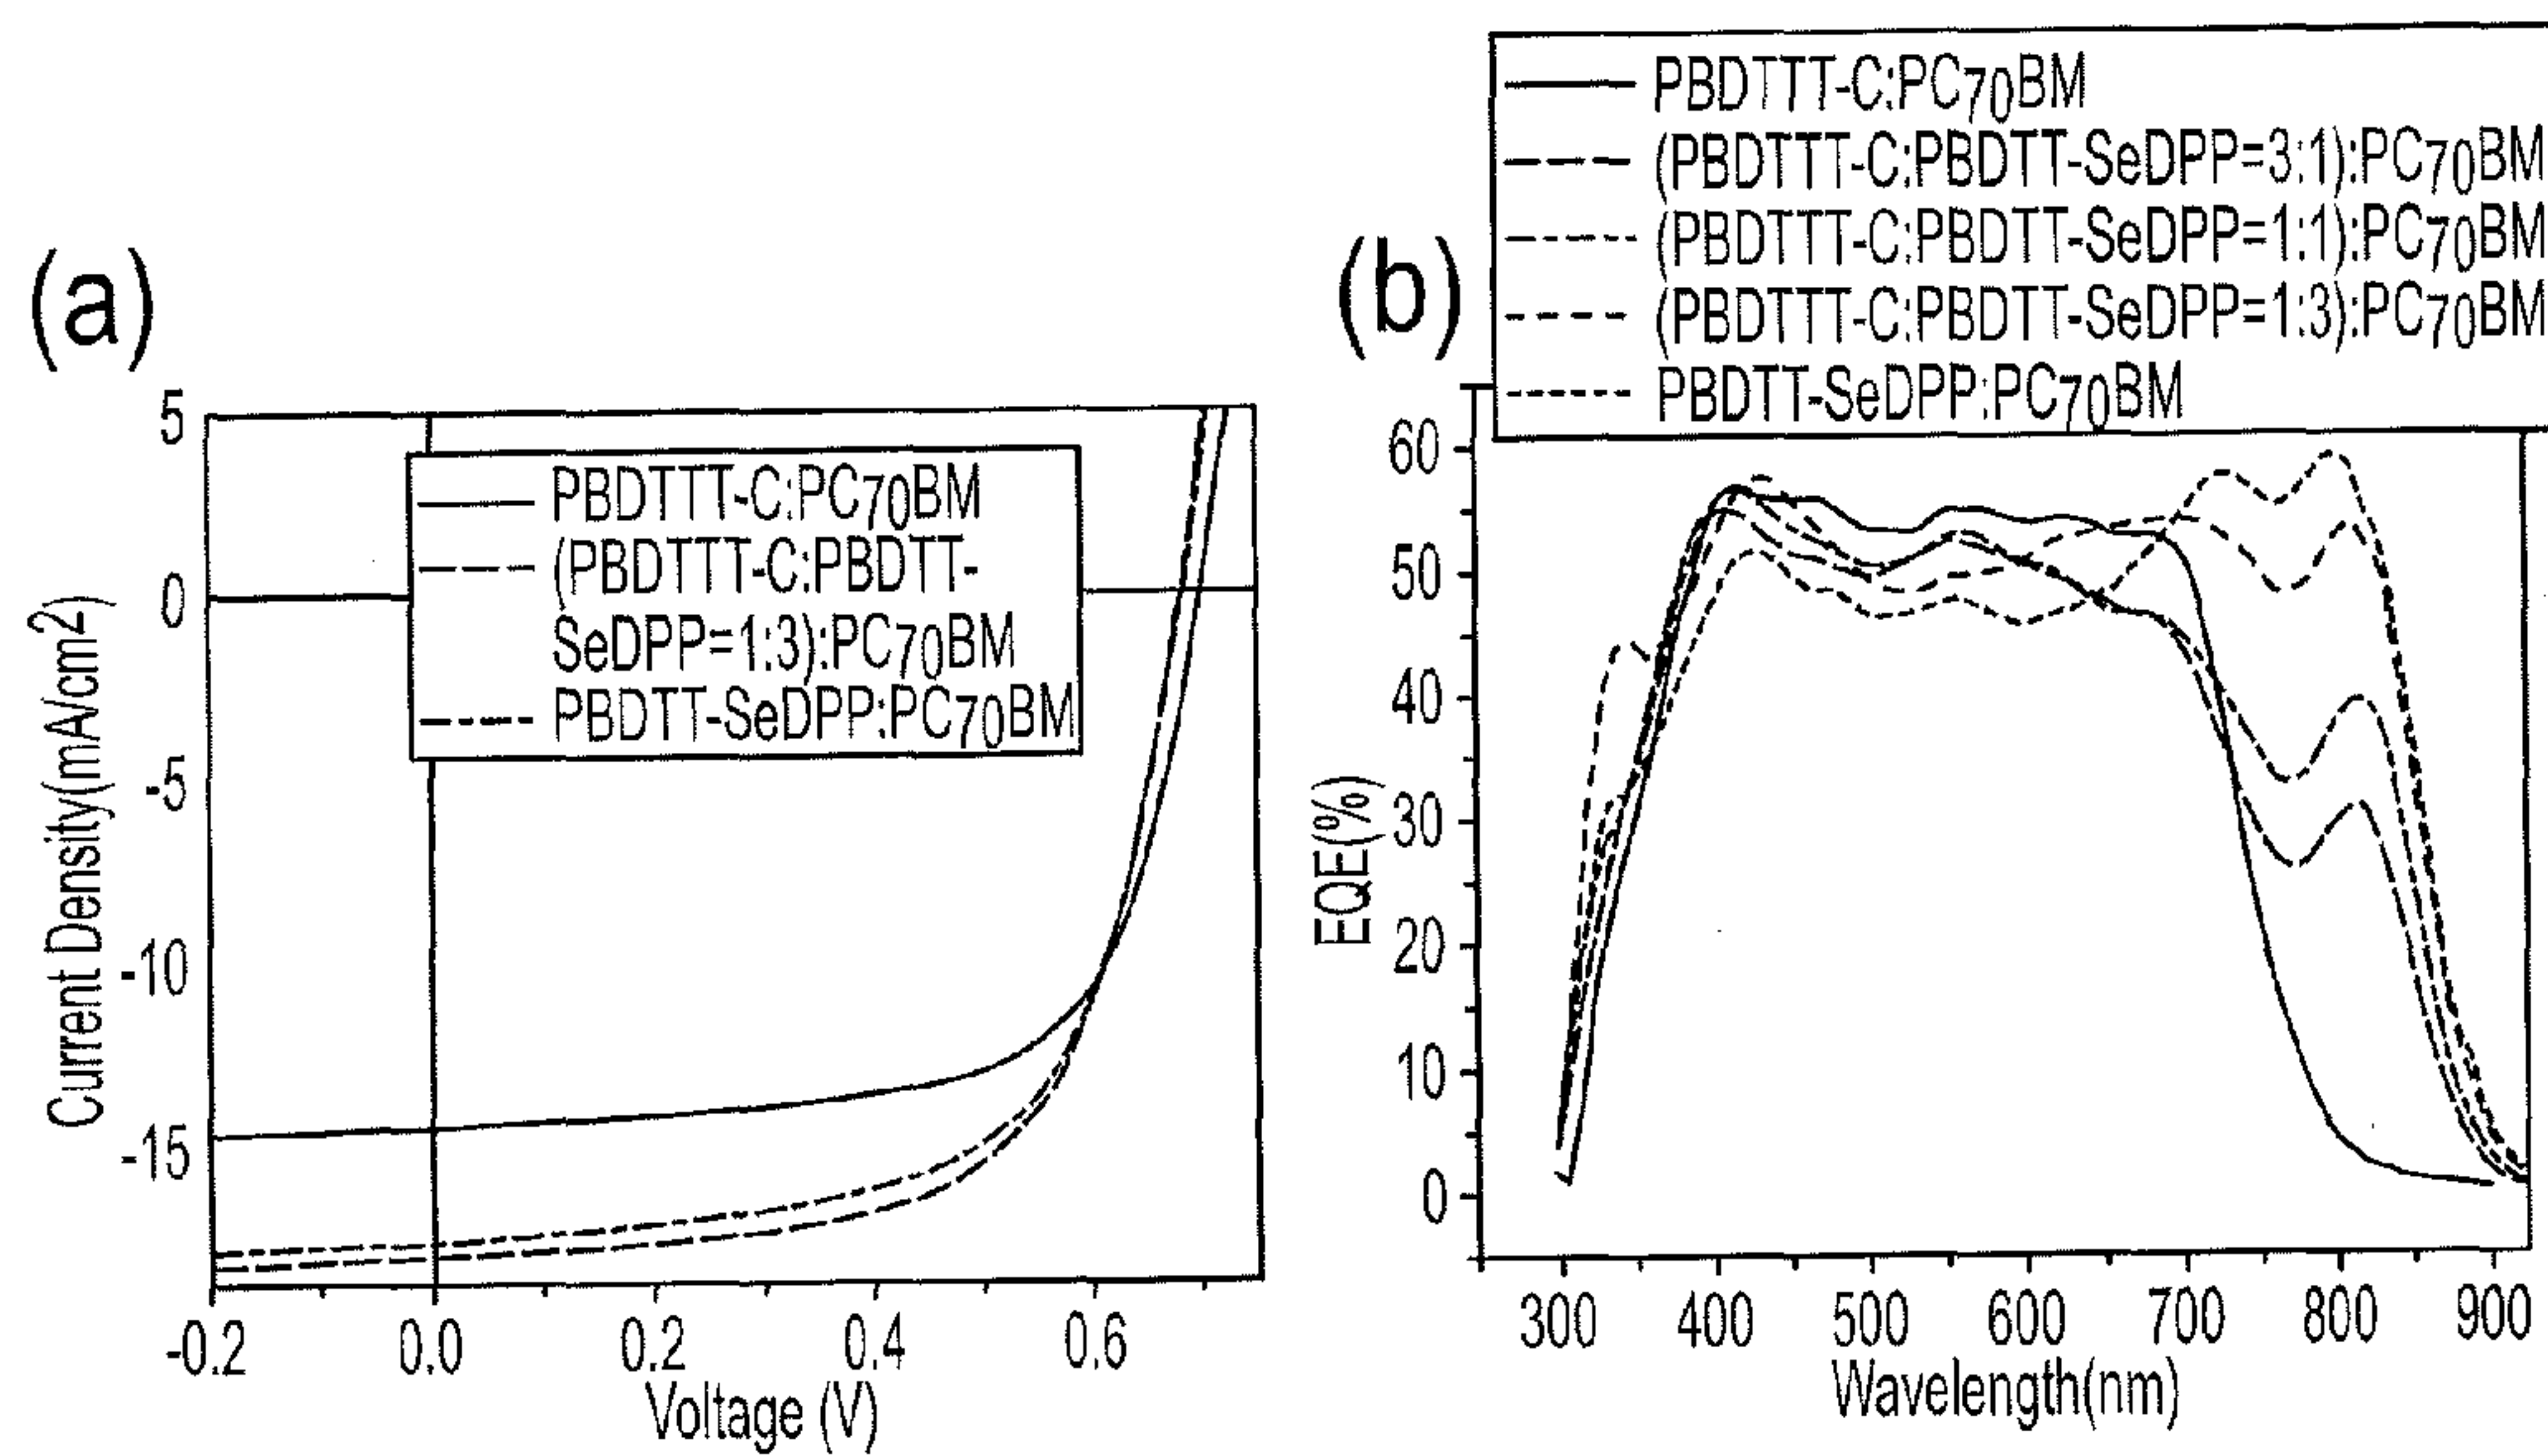 (a)
5
0
-5
-10
-15
Current Density(mA/cm2)
PBDTTT-C:PC70BM
(PBDTTT-C:PBDTT-
SeDPP=1:3):PC70BM
PBDTT-SeDPP:PC70BM
-0.2 0.0 0.2 0.4 0.6
Voltage (V)
(b)
PBDTTT-C:PC70BM
(PBDTTT-C:PBDTT-SeDPP=3:1):PC70BM
(PBDTTT-C:PBDTT-SeDPP=1:1):PC70BM
(PBDTTT-C:PBDTT-SeDPP=1:3):PC70BM
PBDTT-SeDPP:PC70BM
60
50
40
30
20
10
0
EQE(%)
300 400 500 600 700 800 900
Wavelength(nm)